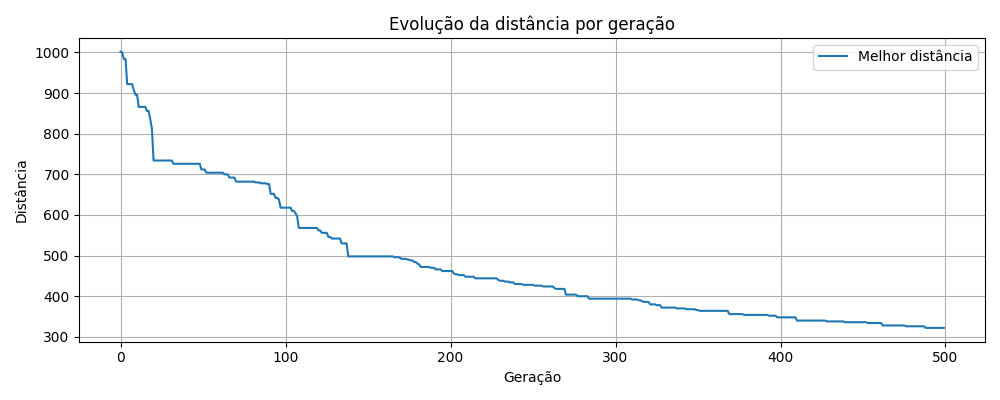 Evolução da distância por geração
Melhor distância
Distância
1000
900
800
700
600
500
400
300
0 100 200 300 400 500
Geração